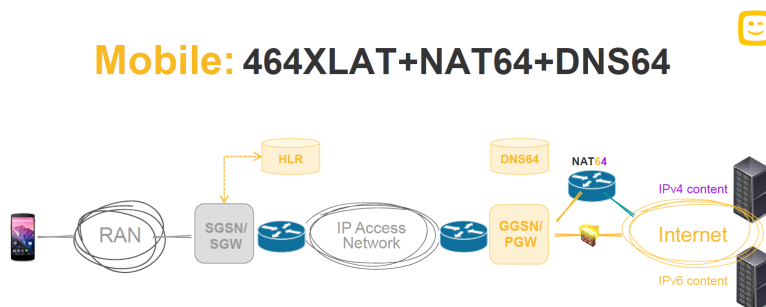 Mobile: 464XLAT+NAT64+DNS64
HLR
DNS64
NAT64
IPv4 content
RAN
SGSN/
SGW
IP Access
Network
GGSN/
PGW
Internet
IPv6 content